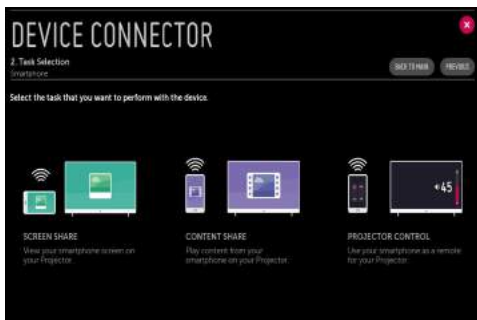 DEVICE CONNECTOR
X
2. Task Selection
Smartphone
BACK TO MAIN
PREVIOUS
Select the task that you want to perform with the device.
45
SCREEN SHARE
View your smartphone screen on
your Projector.
CONTENT SHARE
Play content from your
smartphone on your Projector.
PROJECTOR CONTROL
Use your smartphone as a remote
for your Projector.